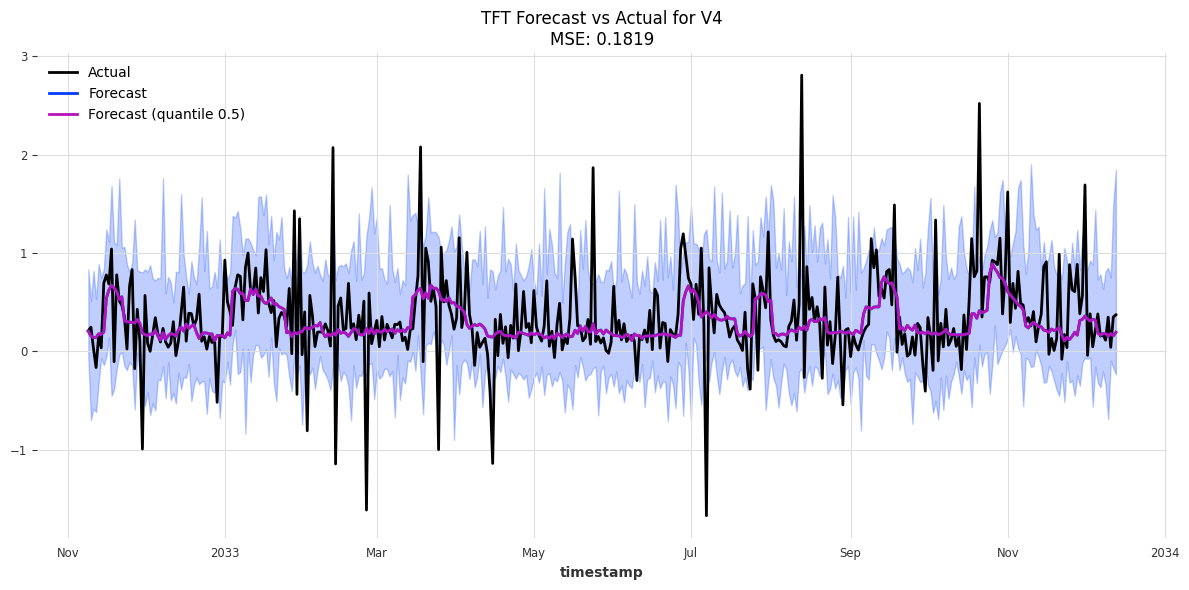 TFT Forecast vs Actual for V4
MSE: 0.1819
Actual
Forecast
Forecast (quantile 0.5)
3
2
1
0
−1
Nov
2033
Mar
May
Jul
Sep
Nov
2034
timestamp